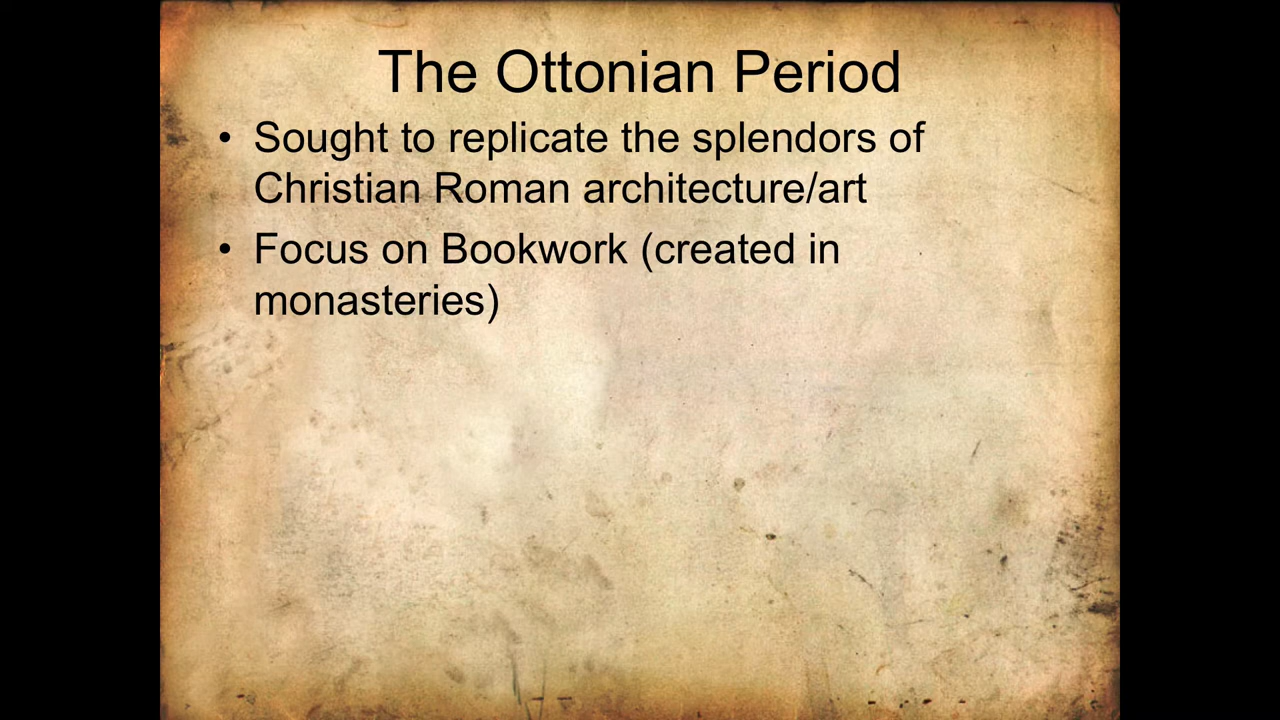 The Ottonian Period
• Sought to replicate the splendors of
Christian Roman architecture/art
• Focus on Bookwork (created in
monasteries)